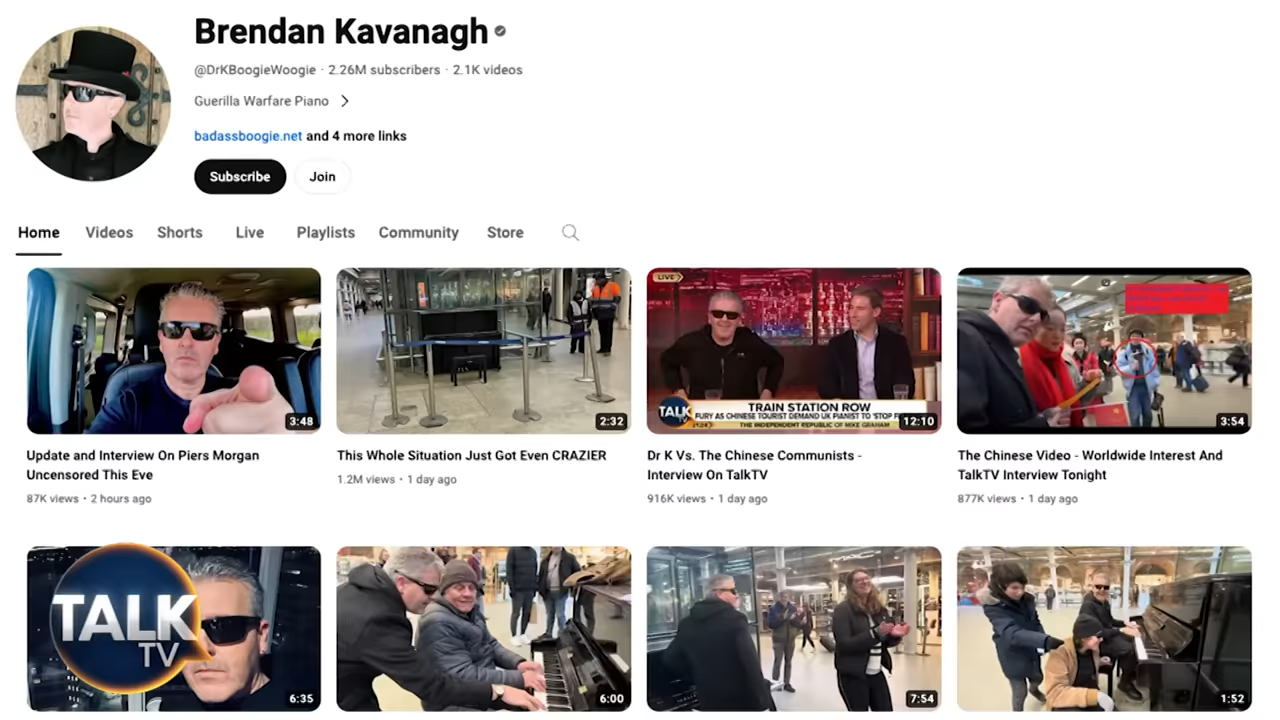 Brendan Kavanagh
@DrKBoogieWoogie · 2.26M subscribers · 2.1K videos
Guerilla Warfare Piano
badassboogie.net and 4 more links
Subscribe Join
Home Videos Shorts Live Playlists Community Store
LIVE
TRAIN STATION ROW
TALK TV
FURY AS CHINESE TOURIST DEMAND UK PIANIST TO 'STOP
THE INDEPENDENT REPUBLIC OF MIKE GRAHAM
3:48 2:32 12:10 3:54
Update and Interview On Piers Morgan
Uncensored This Eve
87K views · 2 hours ago
This Whole Situation Just Got Even CRAZIER
1.2M views · 1 day ago
Dr K Vs. The Chinese Communists -
Interview On TalkTV
916K views · 1 day ago
The Chinese Video - Worldwide Interest And
TalkTV Interview Tonight
877K views · 1 day ago
TALK
TV
6:35 6:00 7:54 1:52